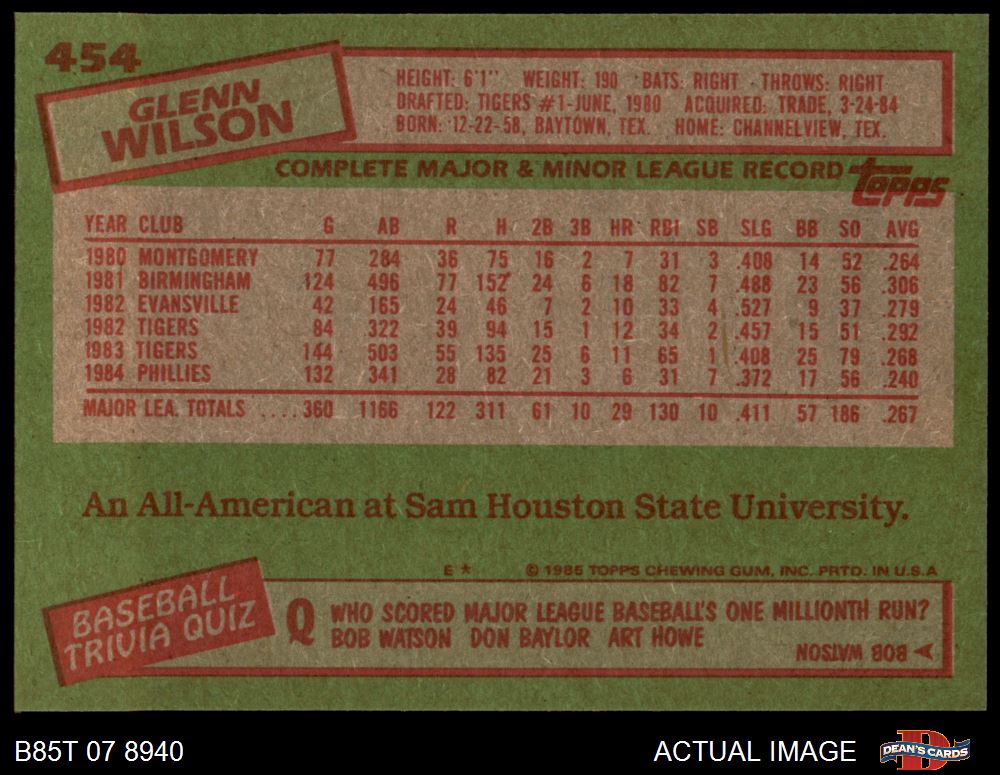 454
GLENN
WILSON
HEIGHT: 6'1" WEIGHT: 190 · BATS: RIGHT · THROWS: RIGHT
DRAFTED: TIGERS #1-JUNE, 1980 ACQUIRED: TRADE, 3-24-84
BORN: 12-22-58, BAYTOWN, TEX. HOME: CHANNELVIEW, TEX.
COMPLETE MAJOR & MINOR LEAGUE RECORD topps
YEAR CLUB G AB R H 2B 3B HR RBI SB SLG BB SO AVG
1980 MONTGOMERY 77 284 36 75 16 2 7 31 3 .408 14 52 .264
1981 BIRMINGHAM 124 496 77 152 24 6 18 82 7 .488 23 56 .306
1982 EVANSVILLE 42 165 24 46 7 2 10 33 4 .527 9 37 .279
1982 TIGERS 84 322 39 94 15 1 12 34 2 .457 15 51 .292
1983 TIGERS 144 503 55 135 25 6 11 65 1 .408 25 79 .268
1984 PHILLIES 132 341 28 82 21 3 6 31 7 .372 17 56 .240
MAJOR LEA. TOTALS ....360 1166 122 311 61 10 29 130 10 .411 57 186 .267
An All-American at Sam Houston State University.
E * © 1985 TOPPS CHEWING GUM, INC. PRTD. IN U.S.A
BASEBALL
TRIVIA QUIZ
Q WHO SCORED MAJOR LEAGUE BASEBALL'S ONE MILLIONTH RUN?
BOB WATSON DON BAYLOR ART HOWE
A BOB WATSON
B85T 07 8940
ACTUAL IMAGE
D
DEAN'S CARDS